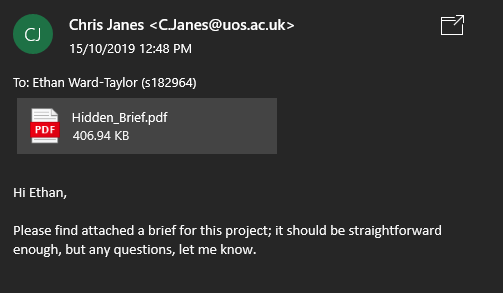 CJ
Chris Janes <C.Janes@uos.ac.uk>
15/10/2019 12:48 PM
To: Ethan Ward-Taylor (s182964)
PDF
Hidden_Brief.pdf
406.94 KB
Hi Ethan,
Please find attached a brief for this project; it should be straightforward
enough, but any questions, let me know.